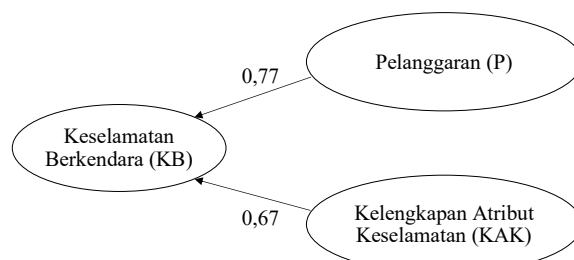 Pelanggaran (P)
0,77
Keselamatan
Berkendara (KB)
0,67
Kelengkapan Atribut
Keselamatan (KAK)